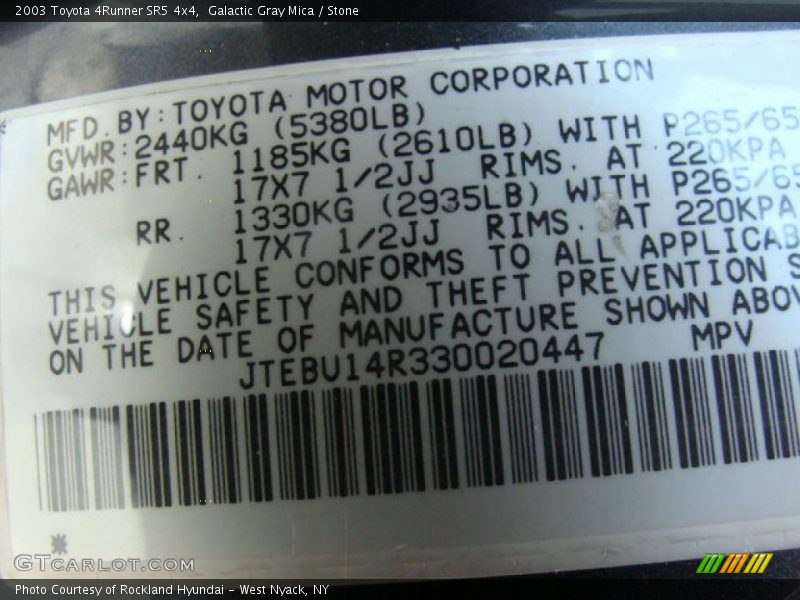 2003 Toyota 4Runner SR5 4x4, Galactic Gray Mica / Stone
MFD. BY: TOYOTA MOTOR CORPORATION
GVWR: 2440KG (5380LB)
GAWR: FRT. 1185KG (2610LB) WITH P265/65
17X7 1/2JJ RIMS. AT 220KPA
RR. 1330KG (2935LB) WITH P265/65
17X7 1/2JJ RIMS. AT 220KPA
THIS VEHICLE CONFORMS TO ALL APPLICAB
VEHICLE SAFETY AND THEFT PREVENTION S
ON THE DATE OF MANUFACTURE SHOWN ABOV
JTEBU14R330020447 MPV
*
GTCARLOT.COM
Photo Courtesy of Rockland Hyundai - West Nyack, NY